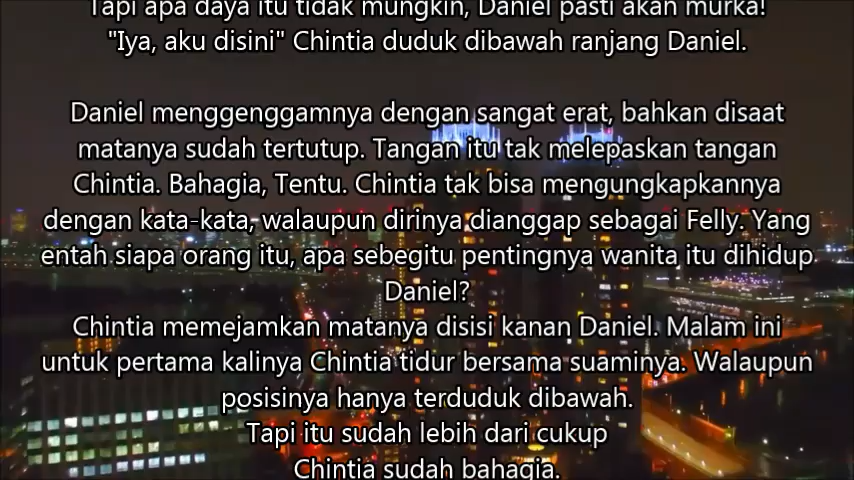 Tapi apa daya itu tidak mungkin, Daniel pasti akan murka!
"Iya, aku disini" Chintia duduk dibawah ranjang Daniel.
Daniel menggenggamnya dengan sangat erat, bahkan disaat
matanya sudah tertutup. Tangan itu tak melepaskan tangan
Chintia. Bahagia, Tentu. Chintia tak bisa mengungkapkannya
dengan kata-kata, walaupun dirinya dianggap sebagai Felly. Yang
entah siapa orang itu, apa sebegitu pentingnya wanita itu dihidup
Daniel?
Chintia memejamkan matanya disisi kanan Daniel. Malam ini
untuk pertama kalinya Chintia tidur bersama suaminya. Walaupun
posisinya hanya terduduk dibawah.
Tapi itu sudah lebih dari cukup
Chintia sudah bahagia.